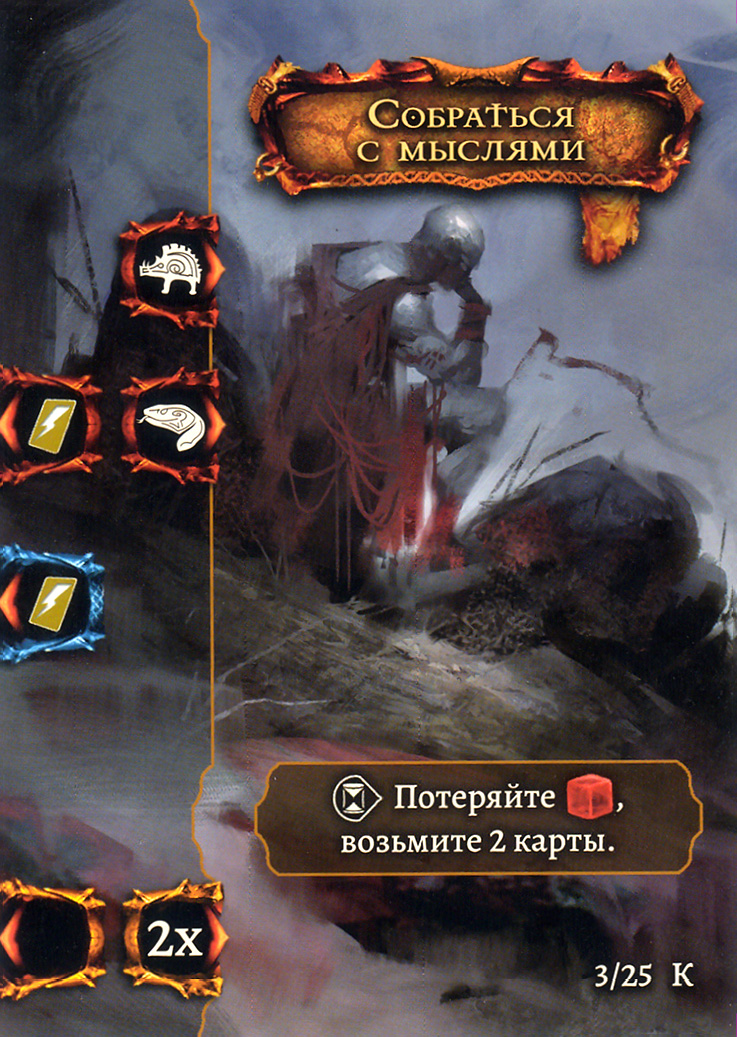 Собраться
с мыслями
Потеряйте ,
возьмите 2 карты.
2x
3/25 К